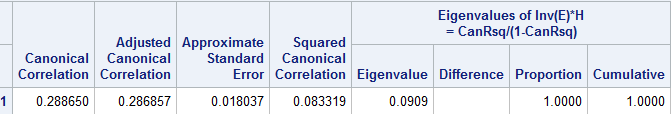 Eigenvalues of Inv(E)*H
= CanRsq/(1-CanRsq)
Adjusted Approximate Squared
Canonical Canonical Standard Canonical
Correlation Correlation Error Correlation Eigenvalue Difference Proportion Cumulative
1 0.288650 0.286857 0.018037 0.083319 0.0909 1.0000 1.0000